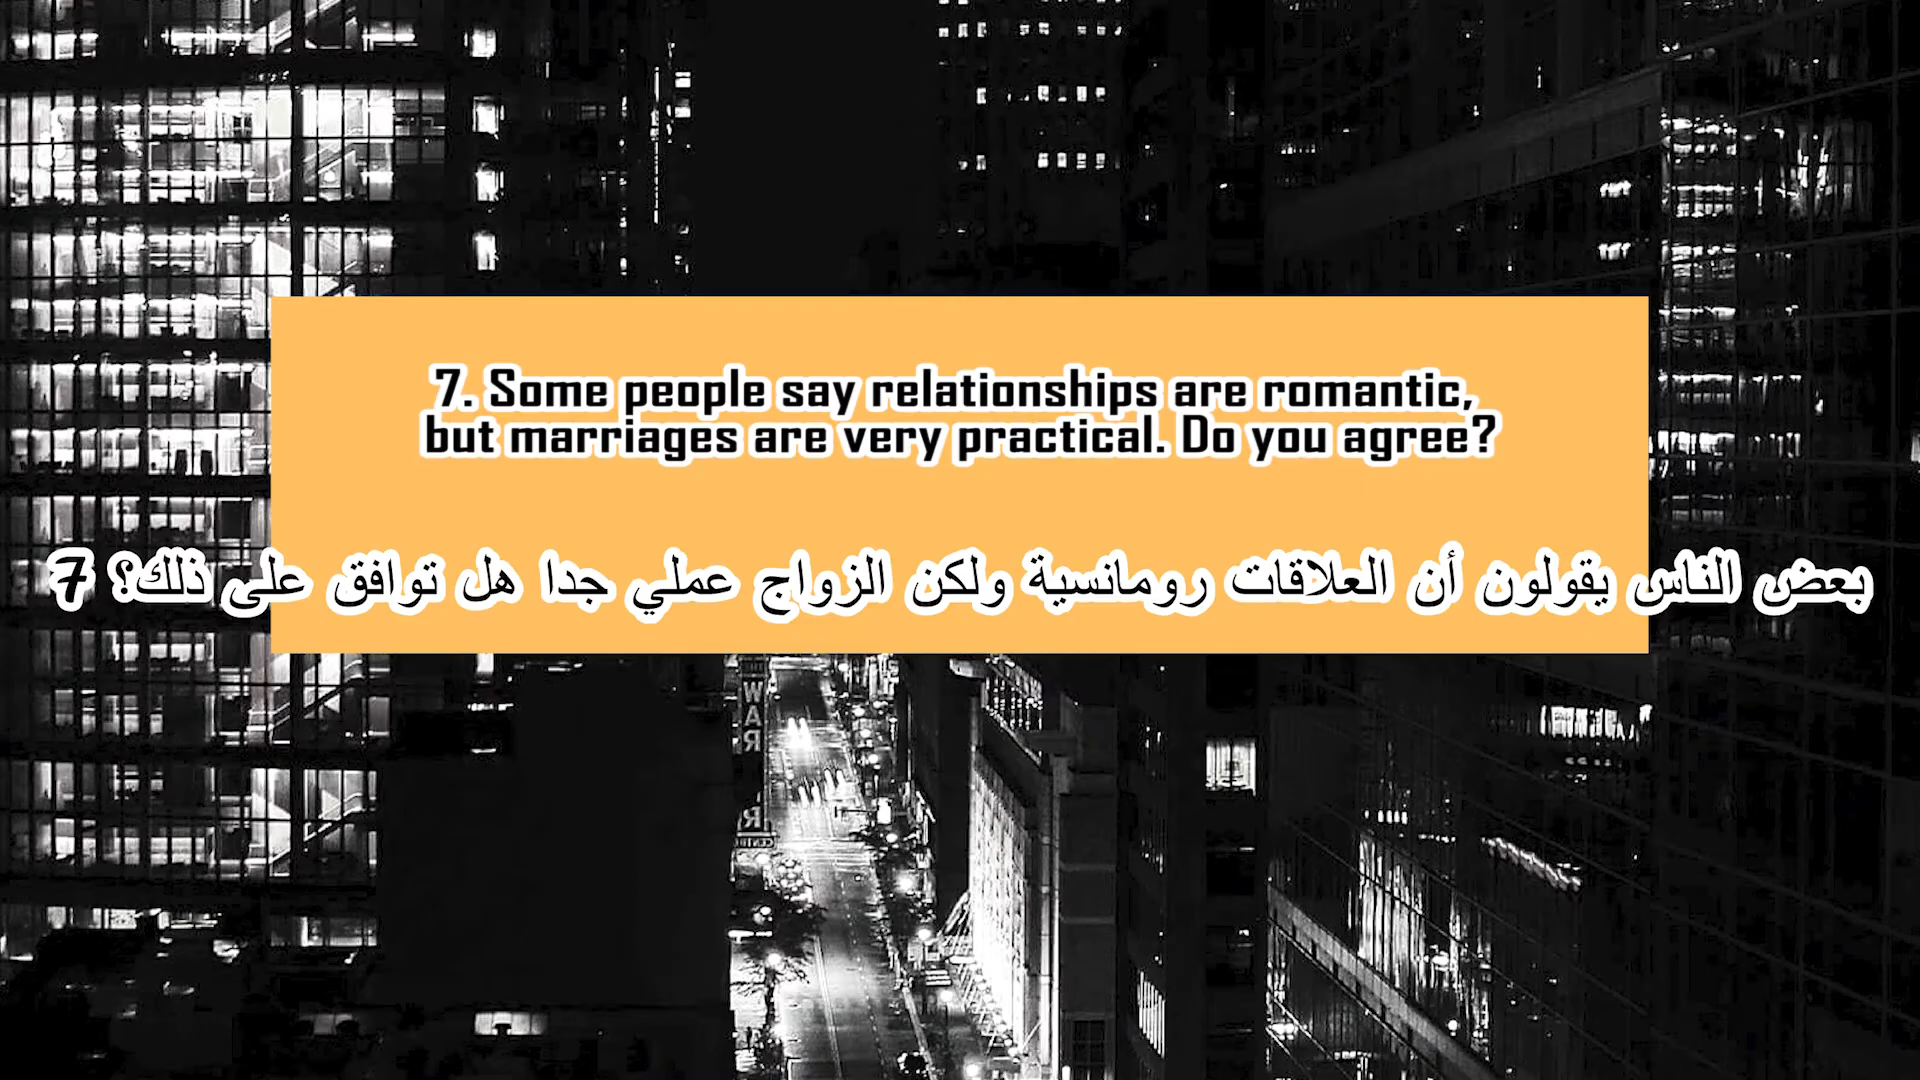 7. Some people say relationships are romantic,
but marriages are very practical. Do you agree?
بعض الناس يقولون أن العلاقات رومانسية ولكن الزواج عملي جدا هل توافق على ذلك؟ 7
WAR
R